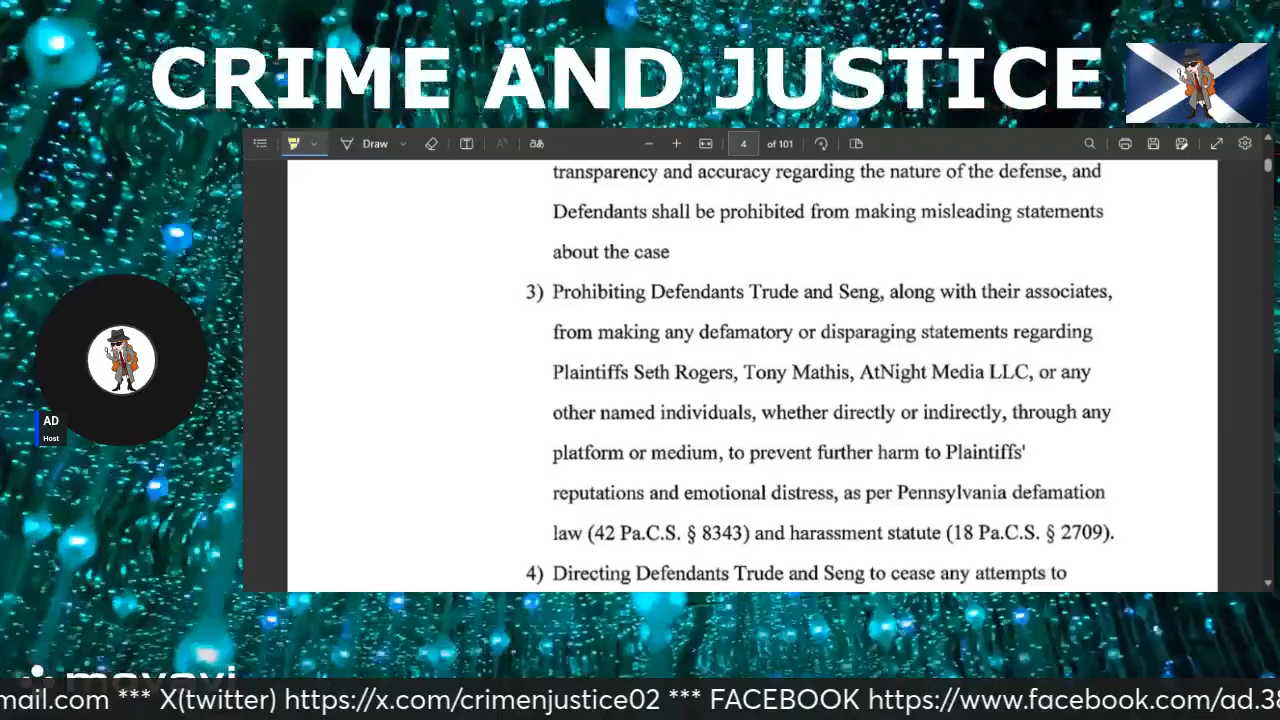 CRIME AND JUSTICE
Draw
4 of 101
transparency and accuracy regarding the nature of the defense, and
Defendants shall be prohibited from making misleading statements
about the case
3) Prohibiting Defendants Trude and Seng, along with their associates,
from making any defamatory or disparaging statements regarding
Plaintiffs Seth Rogers, Tony Mathis, AtNight Media LLC, or any
other named individuals, whether directly or indirectly, through any
platform or medium, to prevent further harm to Plaintiffs'
reputations and emotional distress, as per Pennsylvania defamation
law (42 Pa.C.S. § 8343) and harassment statute (18 Pa.C.S. § 2709).
4) Directing Defendants Trude and Seng to cease any attempts to
AD
Host
mail.com *** X(twitter) https://x.com/crimenjustice02 *** FACEBOOK https://www.facebook.com/ad.38